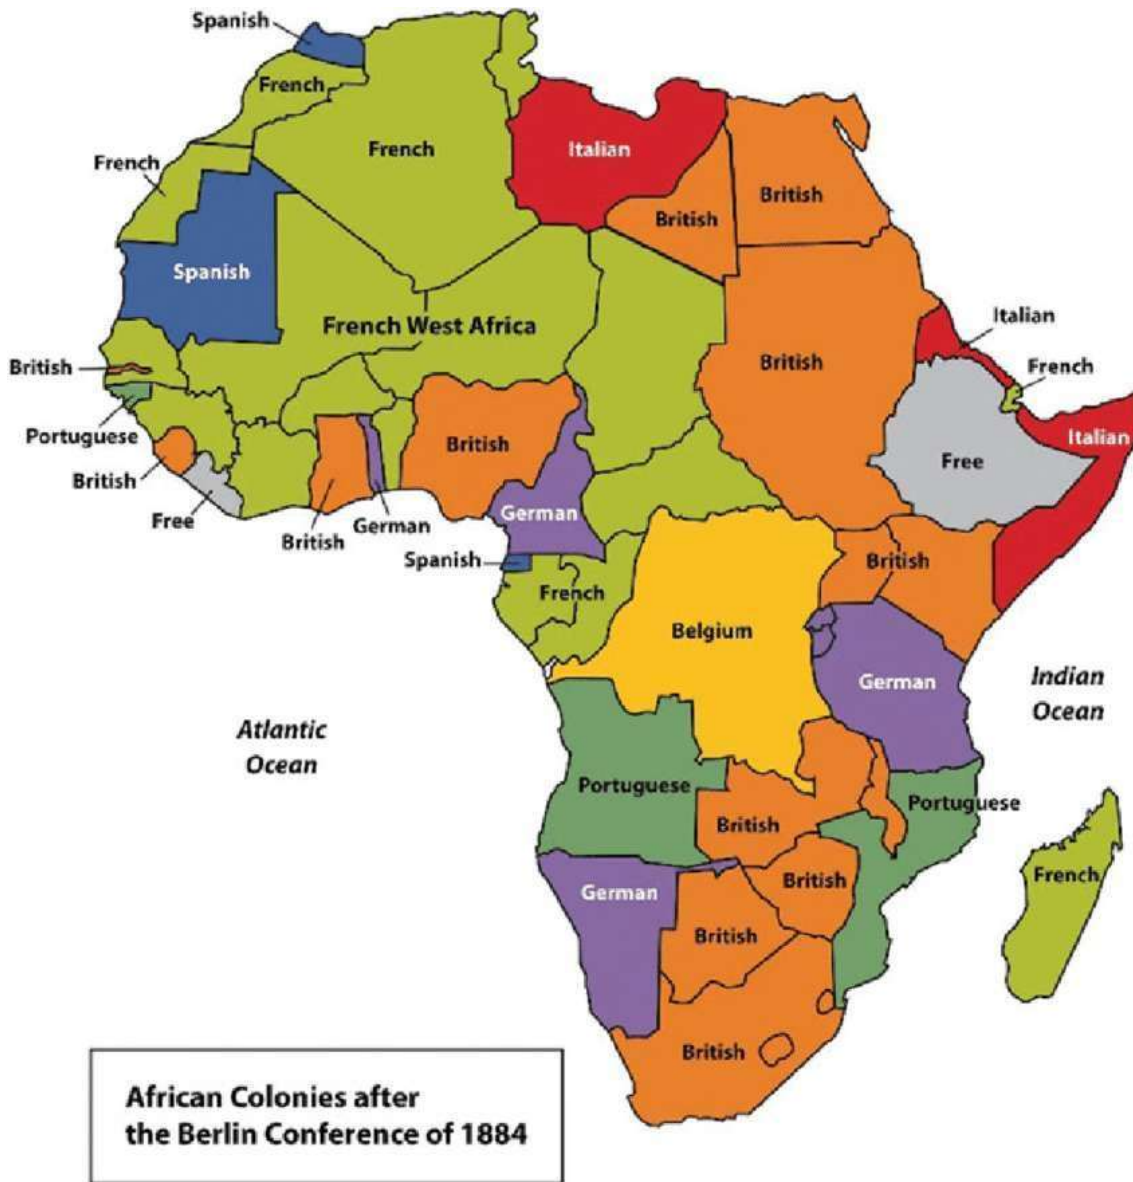 Spanish
French
French
French
Italian
British
British
Spanish
French West Africa
Italian
British
British
French
Portuguese
British
Italian
British
Free
Free
British
German
German
Spanish
British
French
Belgium
German
Indian
Ocean
Atlantic
Ocean
Portuguese
Portuguese
British
French
German
British
British
British
African Colonies after
the Berlin Conference of 1884